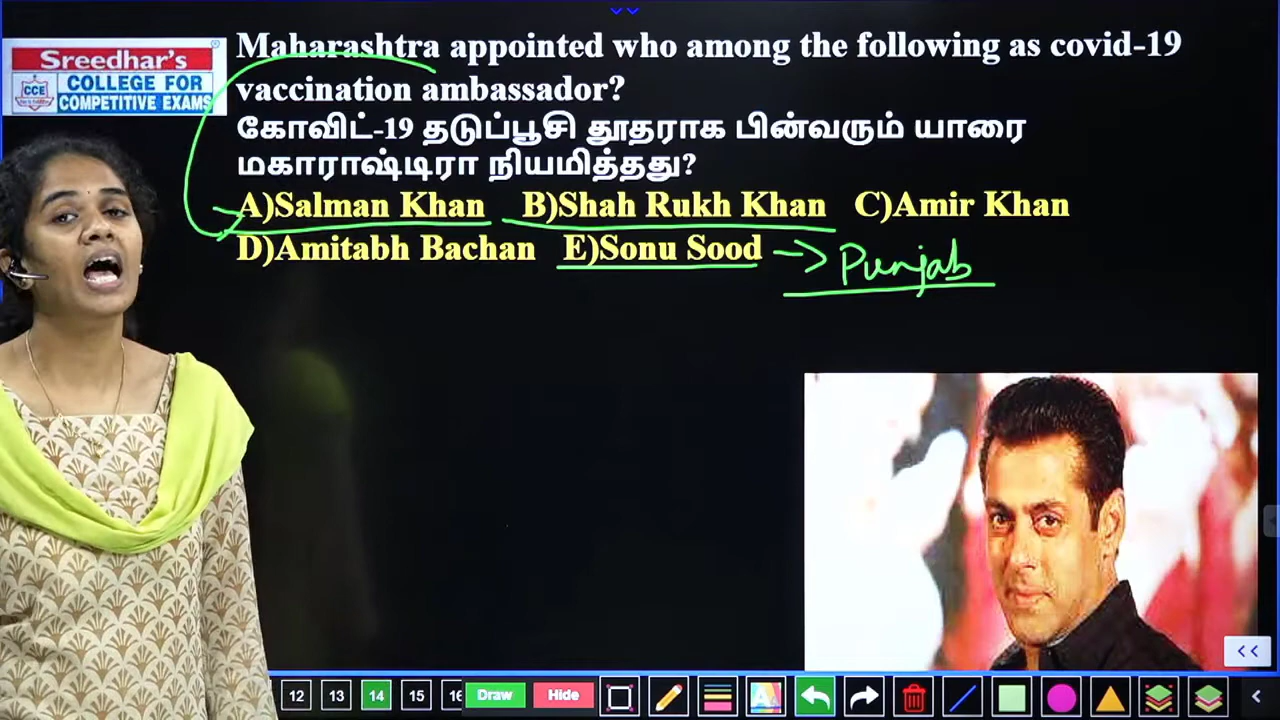 Sreedhar's
CCE
COLLEGE FOR
COMPETITIVE EXAMS
Maharashtra appointed who among the following as covid-19
vaccination ambassador?
கோவிட்-19 தடுப்பூசி தூதராக பின்வரும் யாரை
மகாராஷ்டிரா நியமித்தது?
A)Salman Khan B)Shah Rukh Khan C)Amir Khan
D)Amitabh Bachan E)Sonu Sood → Punjab
<<
12 13 14 15 16 Draw Hide